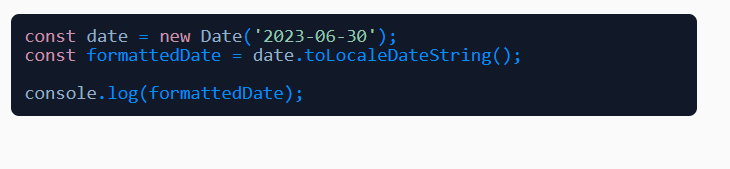 const date = new Date('2023-06-30');
const formattedDate = date.toLocaleDateString();
console.log(formattedDate);